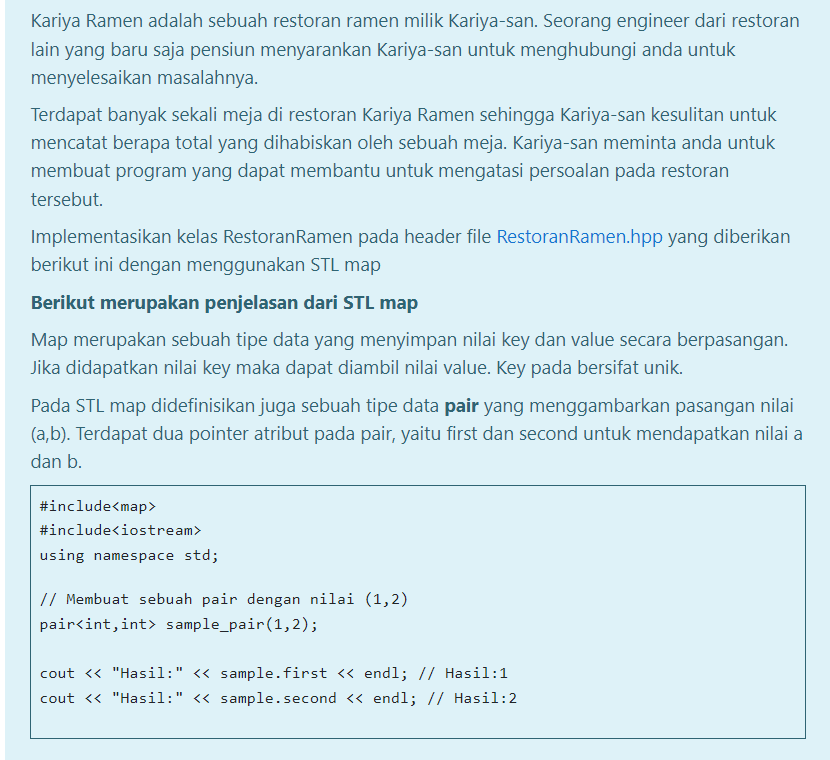 Kariya Ramen adalah sebuah restoran ramen milik Kariya-san. Seorang engineer dari restoran
lain yang baru saja pensiun menyarankan Kariya-san untuk menghubungi anda untuk
menyelesaikan masalahnya.
Terdapat banyak sekali meja di restoran Kariya Ramen sehingga Kariya-san kesulitan untuk
mencatat berapa total yang dihabiskan oleh sebuah meja. Kariya-san meminta anda untuk
membuat program yang dapat membantu untuk mengatasi persoalan pada restoran
tersebut.
Implementasikan kelas RestoranRamen pada header file RestoranRamen.hpp yang diberikan
berikut ini dengan menggunakan STL map
Berikut merupakan penjelasan dari STL map
Map merupakan sebuah tipe data yang menyimpan nilai key dan value secara berpasangan.
Jika didapatkan nilai key maka dapat diambil nilai value. Key pada bersifat unik.
Pada STL map didefinisikan juga sebuah tipe data pair yang menggambarkan pasangan nilai
(a,b). Terdapat dua pointer atribut pada pair, yaitu first dan second untuk mendapatkan nilai a
dan b.
#include<map>
#include<iostream>
using namespace std;
// Membuat sebuah pair dengan nilai (1,2)
pair<int,int> sample_pair(1,2);
cout << "Hasil:" << sample.first << endl; // Hasil:1
cout << "Hasil:" << sample.second << endl; // Hasil:2